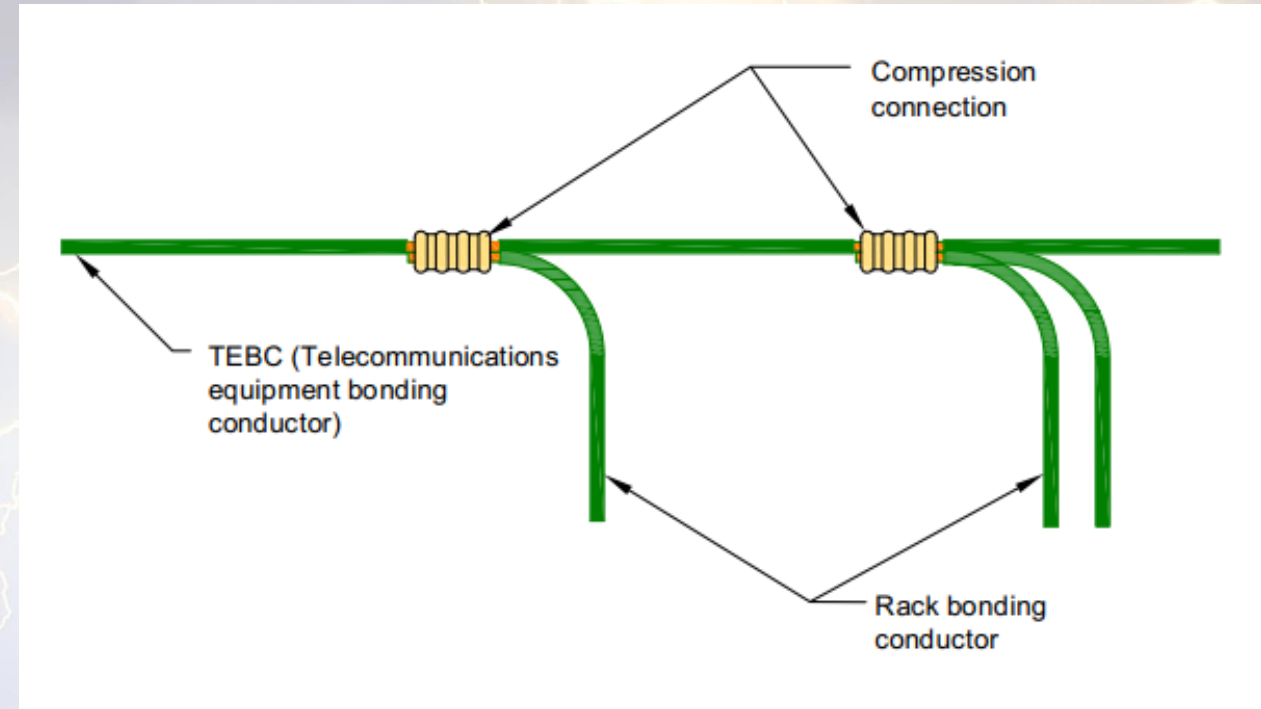 Compression
connection
TEBC (Telecommunications
equipment bonding
conductor)
Rack bonding
conductor